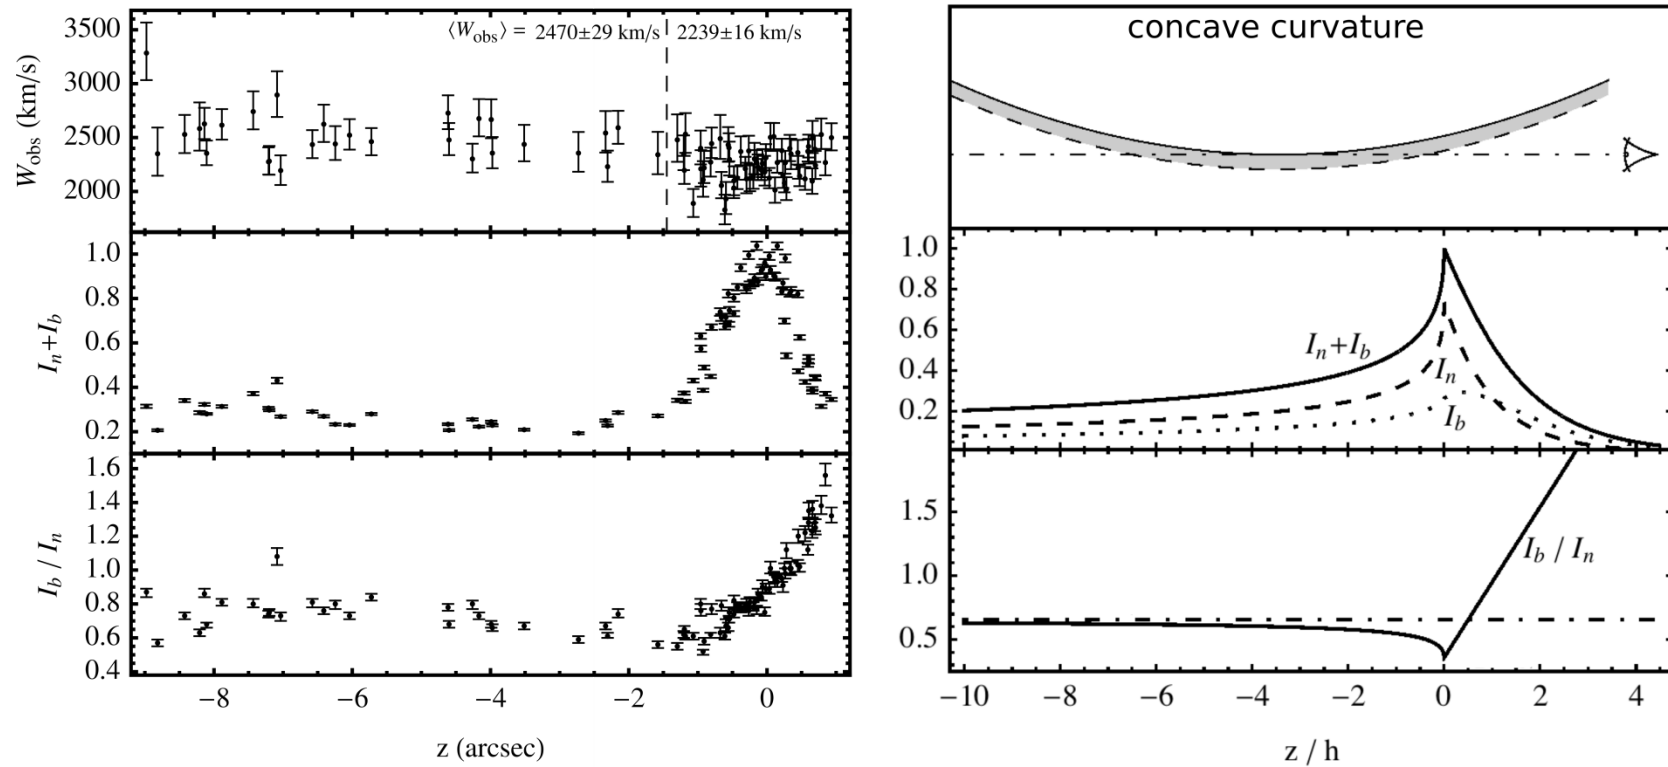 ⟨W_obs⟩ = 2470±29 km/s 2239±16 km/s
W_obs (km/s)
3500
3000
2500
2000
I_n+I_b
1.0
0.8
0.6
0.4
0.2
I_b / I_n
1.6
1.4
1.2
1.0
0.8
0.6
0.4
−8 −6 −4 −2 0
z (arcsec)
concave curvature
1.0
0.8
0.6
0.4
0.2
I_n+I_b
I_n
I_b
1.5
1.0
0.5
I_b / I_n
−10 −8 −6 −4 −2 0 2 4
z / h